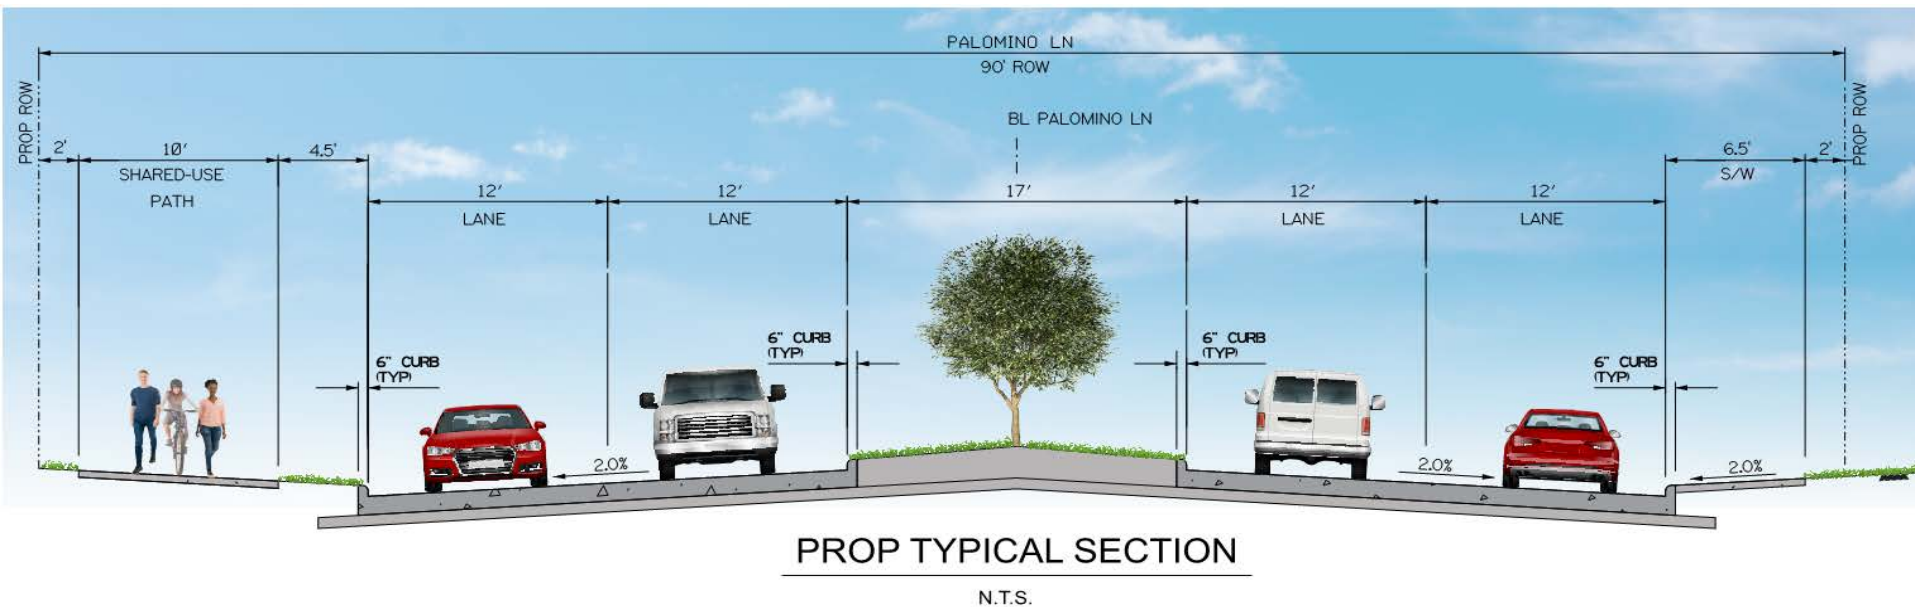 PALOMINO LN
90' ROW
PROP ROW
BL PALOMINO LN
PROP ROW
2'
10'
4.5'
6.5'
2'
SHARED-USE
PATH
S/W
12'
12'
17'
12'
12'
LANE
LANE
LANE
LANE
6" CURB
(TYP)
6" CURB
(TYP)
6" CURB
(TYP)
6" CURB
(TYP)
2.0%
2.0%
2.0%
PROP TYPICAL SECTION
N.T.S.